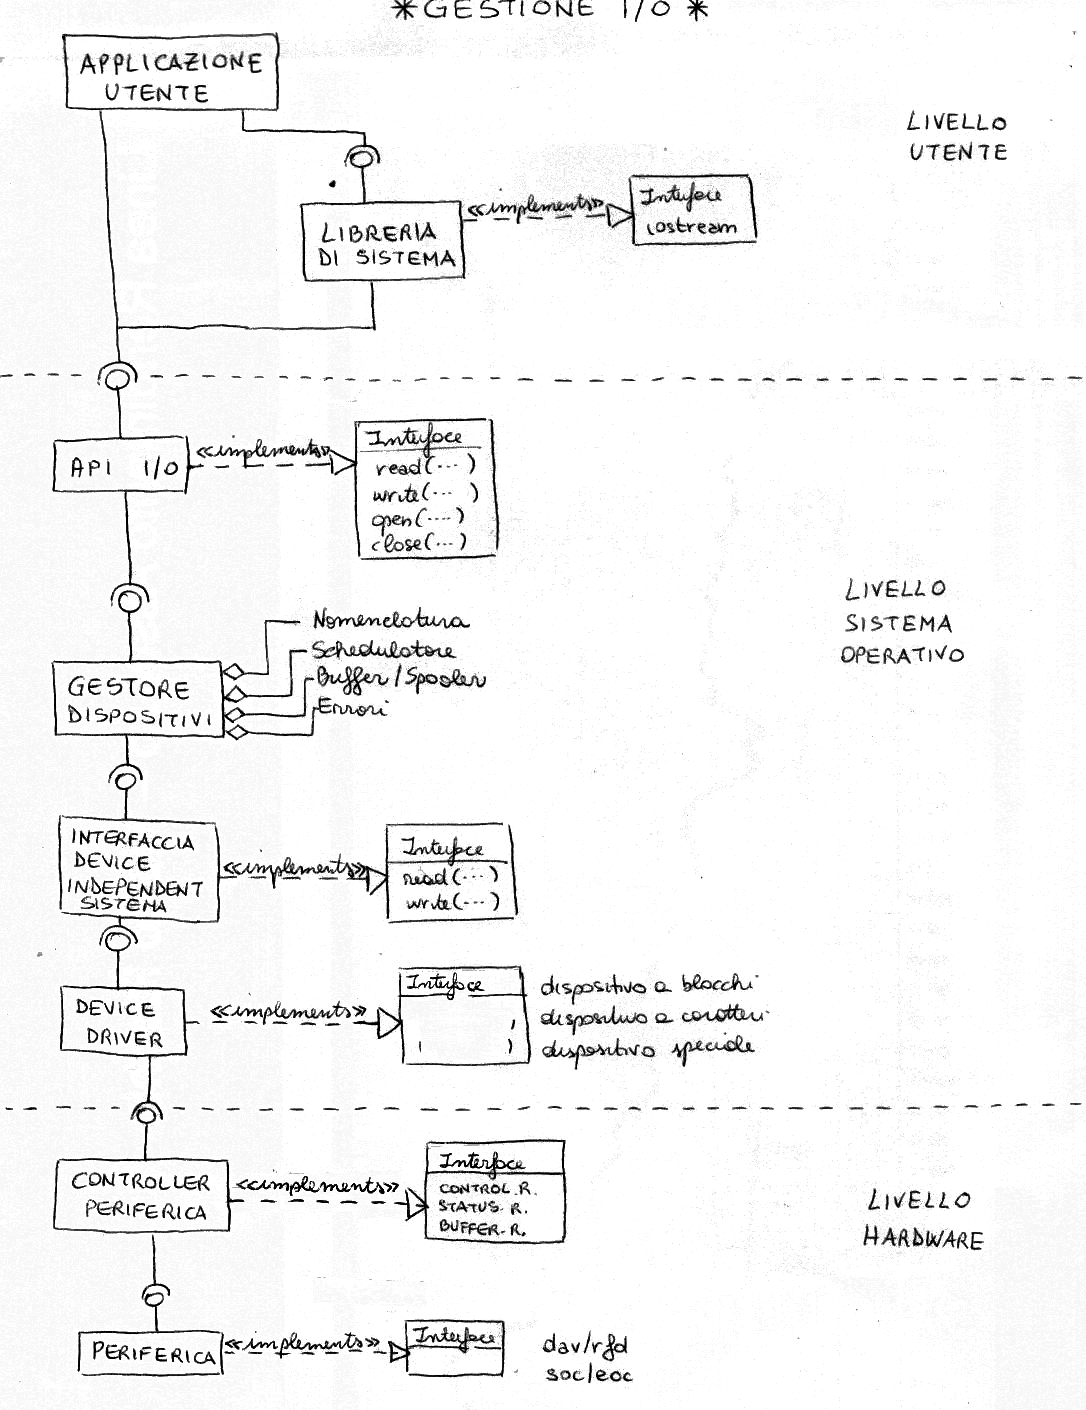 *GESTIONE I/O *
APPLICAZIONE
UTENTE
LIVELLO
UTENTE
<<implements>>
Interface
iostream
LIBRERIA
DI SISTEMA
API I/O
<<implements>>
Interface
read(...)
write(... )
open(....)
close(...)
LIVELLO
SISTEMA
OPERATIVO
Nomenclatura
Schedulatore
Buffer/Spooler
Errori
GESTORE
DISPOSITIVI
INTERFACCIA
DEVICE
INDEPENDENT
SISTEMA
<<implements>>
Interface
read(...)
write(...)
DEVICE
DRIVER
<<implements>>
Interface
dispositivo a blocchi
dispositivo a caratteri
dispositivo speciale
CONTROLLER
PERIFERICA
<<implements>>
Interface
CONTROL.R.
STATUS.R.
BUFFER.R.
LIVELLO
HARDWARE
PERIFERICA
<<implements>>
Interface
dav/rfd
soc/eoc